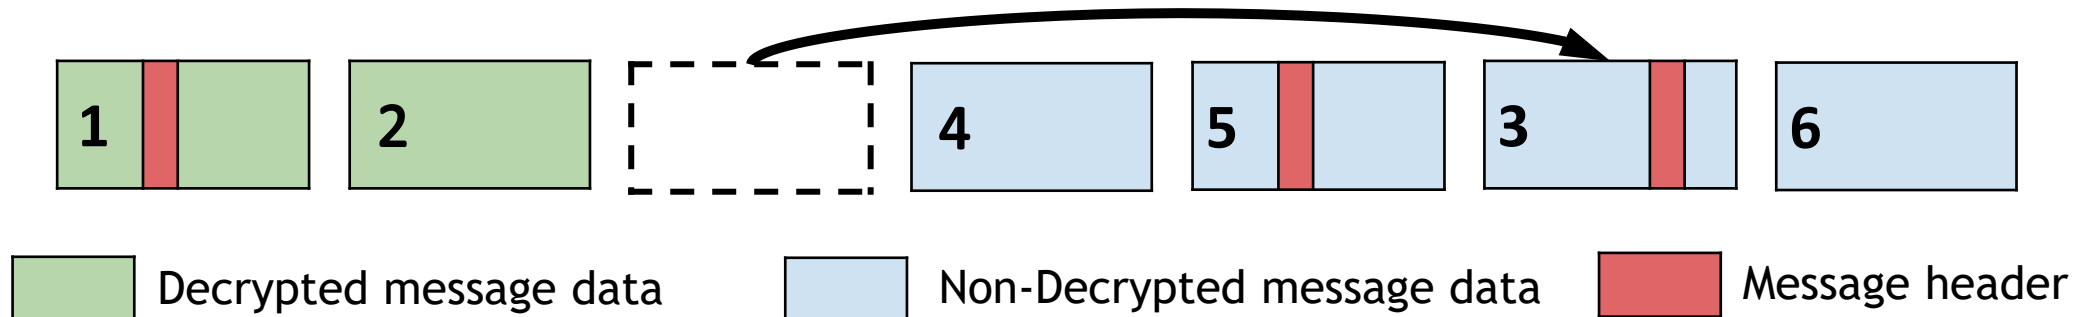 1 2 4 5 3 6
Decrypted message data Non-Decrypted message data Message header